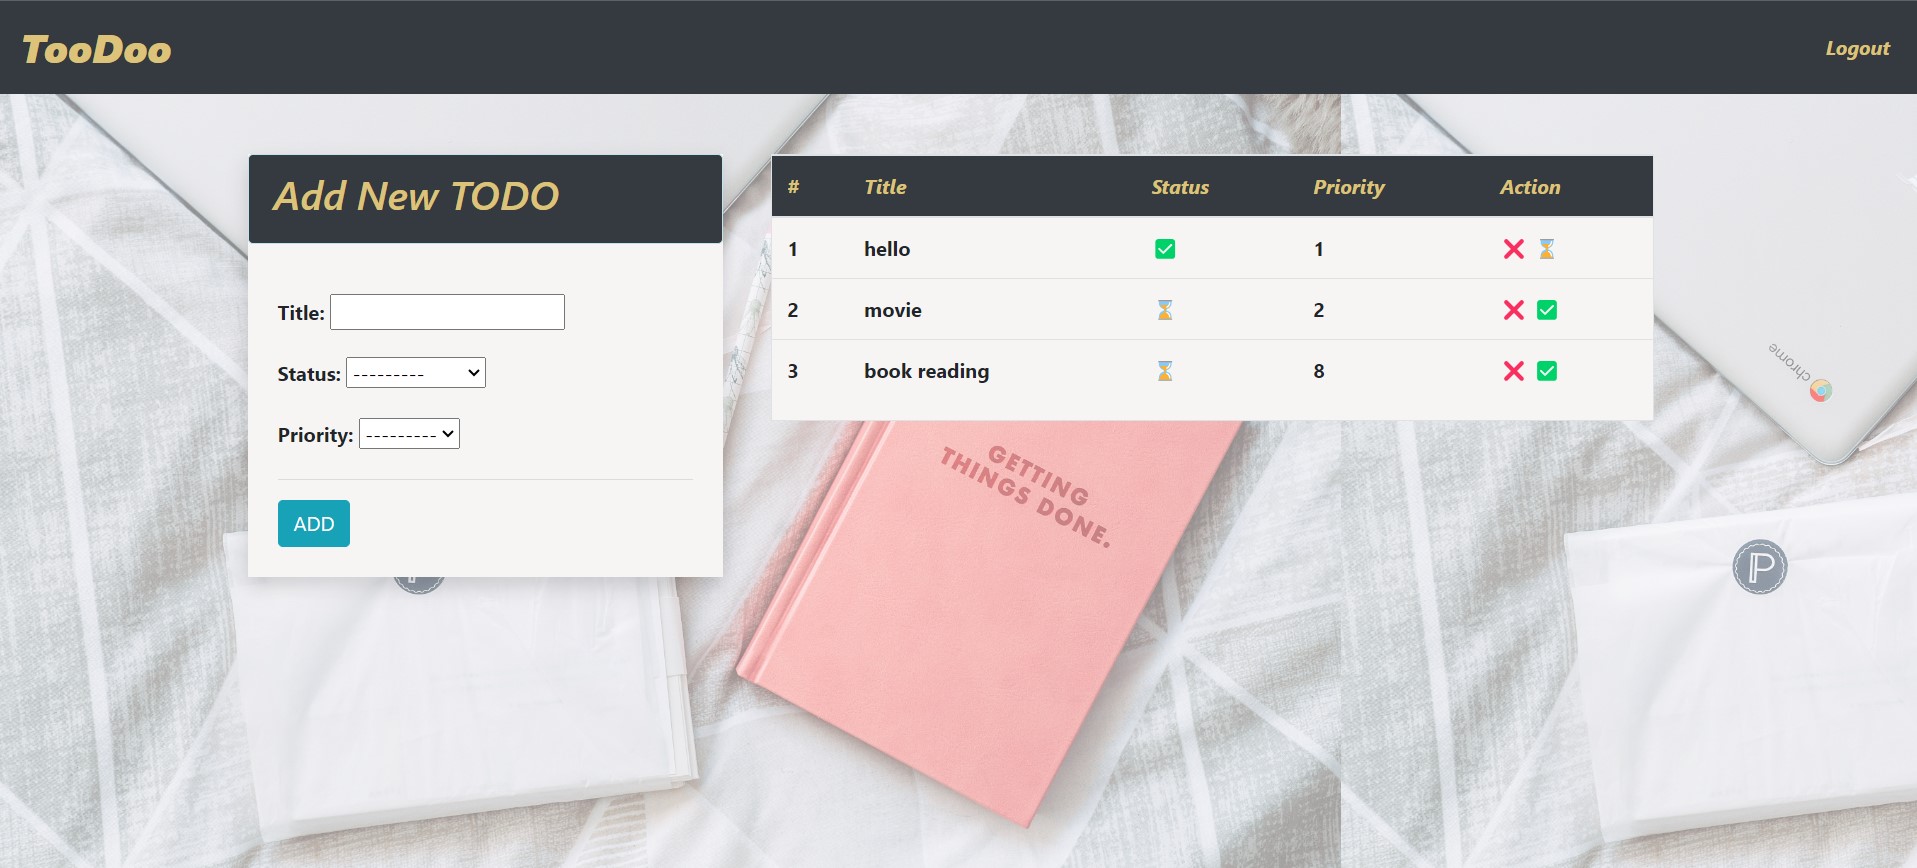 TooDoo
Logout
Add New TODO
Title:
Status: ---------
Priority: ---------
ADD
# Title Status Priority Action
1 hello ✅ 1 ❌ ⌛
2 movie ⌛ 2 ❌ ✅
3 book reading ⌛ 8 ❌ ✅
GETTING
THINGS DONE.
chrome
P